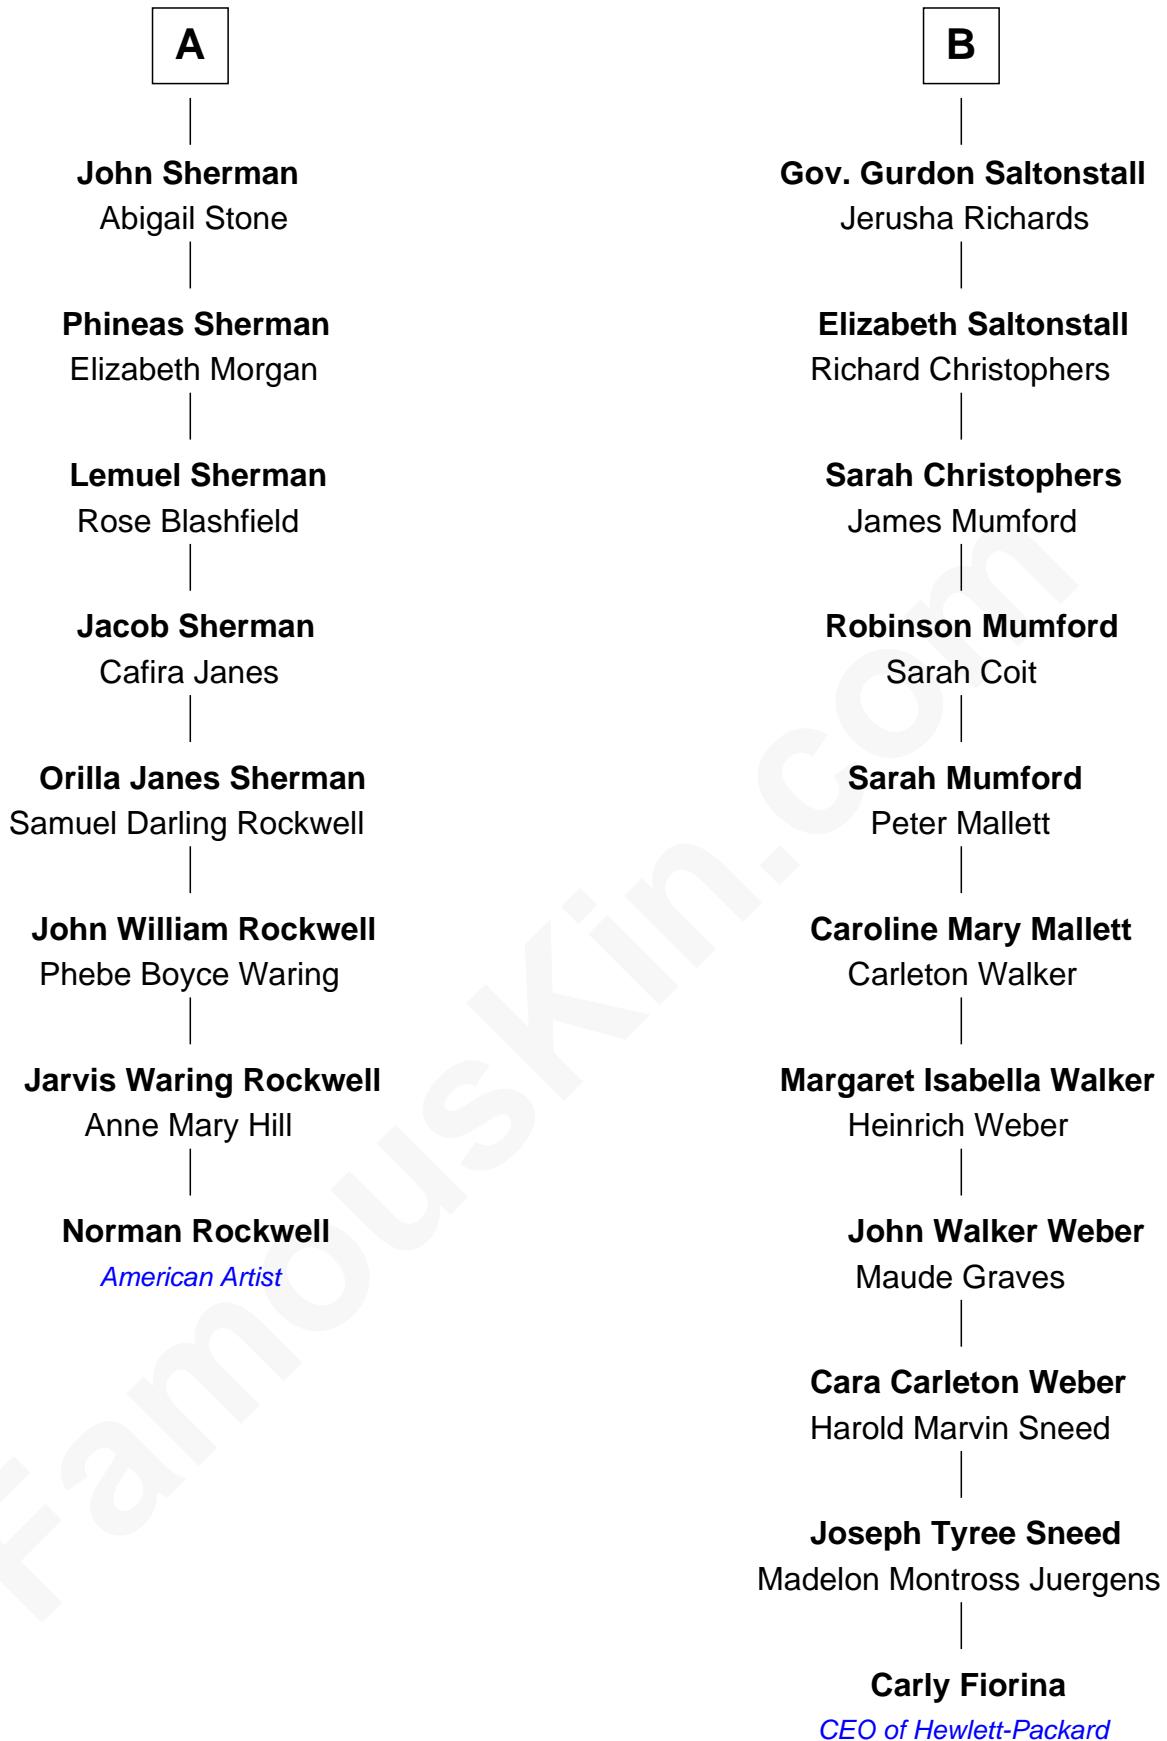 A
John Sherman
Abigail Stone
Phineas Sherman
Elizabeth Morgan
Lemuel Sherman
Rose Blashfield
Jacob Sherman
Cafira Janes
Orilla Janes Sherman
Samuel Darling Rockwell
John William Rockwell
Phebe Boyce Waring
Jarvis Waring Rockwell
Anne Mary Hill
Norman Rockwell
American Artist
B
Gov. Gurdon Saltonstall
Jerusha Richards
Elizabeth Saltonstall
Richard Christophers
Sarah Christophers
James Mumford
Robinson Mumford
Sarah Coit
Sarah Mumford
Peter Mallett
Caroline Mary Mallett
Carleton Walker
Margaret Isabella Walker
Heinrich Weber
John Walker Weber
Maude Graves
Cara Carleton Weber
Harold Marvin Sneed
Joseph Tyree Sneed
Madelon Montross Juergens
Carly Fiorina
CEO of Hewlett-Packard
FamousKin.com